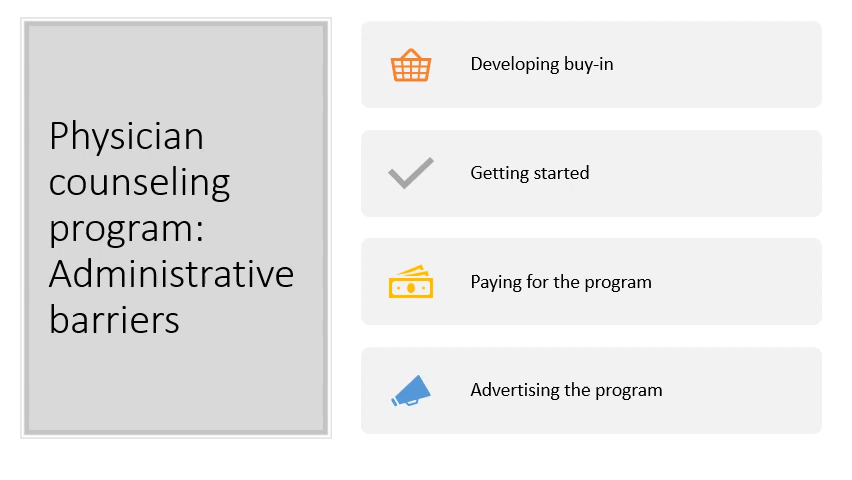 Physician
counseling
program:
Administrative
barriers
Developing buy-in
Getting started
Paying for the program
Advertising the program